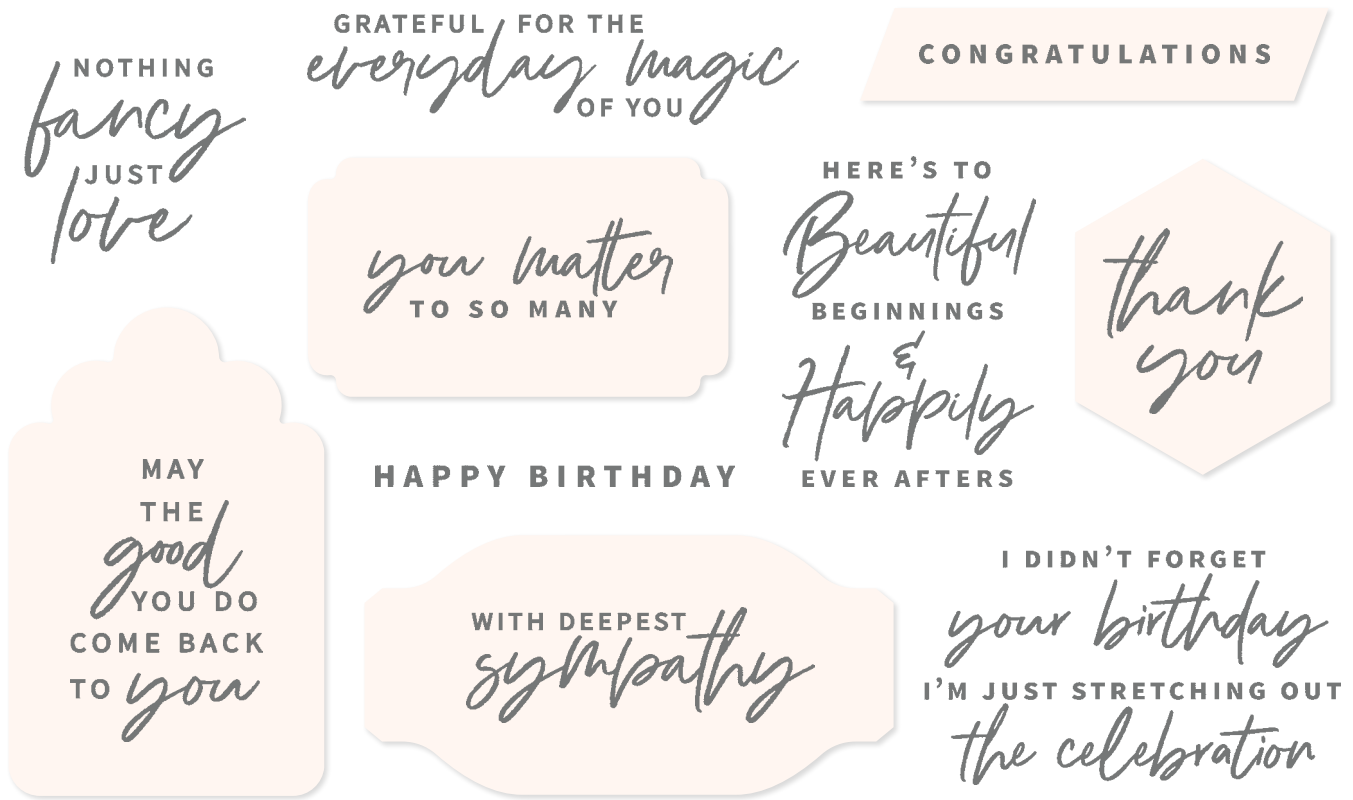 NOTHING
fancy
JUST
love
GRATEFUL FOR THE
everyday magic
OF YOU
CONGRATULATIONS
you matter
TO SO MANY
HERE'S TO
Beautiful
BEGINNINGS
&
Happily
EVER AFTERS
thank
you
MAY
THE
good
YOU DO
COME BACK
TO you
HAPPY BIRTHDAY
WITH DEEPEST
sympathy
I DIDN'T FORGET
your birthday
I'M JUST STRETCHING OUT
the celebration